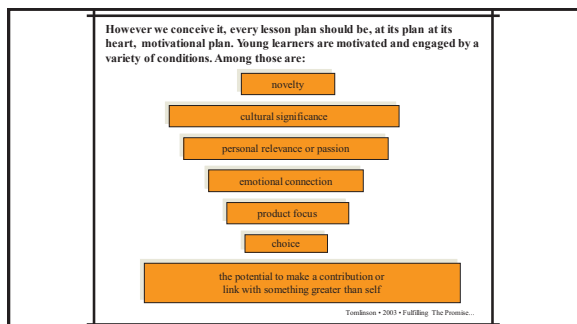 However we conceive it, every lesson plan should be, at its plan at its
heart, motivational plan. Young learners are motivated and engaged by a
variety of conditions. Among those are:
novelty
cultural significance
personal relevance or passion
emotional connection
product focus
choice
the potential to make a contribution or
link with something greater than self
Tomlinson • 2003 • Fulfilling The Promise...